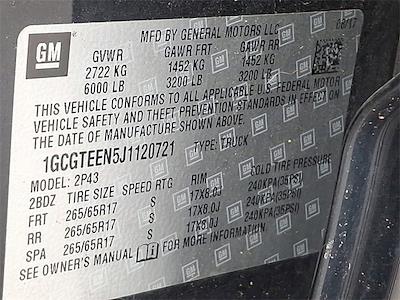 GM
MFD BY GENERAL MOTORS LLC
08/17
GVWR GAWR FRT GAWR RR
2722 KG 1452 KG 1452 KG
6000 LB 3200 LB 3200 LB
THIS VEHICLE CONFORMS TO ALL APPLICABLE U.S. FEDERAL MOTOR
VEHICLE SAFETY AND THEFT PREVENTION STANDARDS IN EFFECT ON
THE DATE OF MANUFACTURE SHOWN ABOVE.
1GCGTEEN5J1120721 TYPE: TRUCK
MODEL: 2P43
2BDZ TIRE SIZE SPEED RTG RIM COLD TIRE PRESSURE
FRT 265/65R17 S 17X8.0J 240KPA(35PSI)
RR 265/65R17 S 17X8.0J 240KPA(35PSI)
SPA 265/65R17 S 17X8.0J 240KPA(35PSI)
SEE OWNER'S MANUAL FOR MORE INFORMATION.